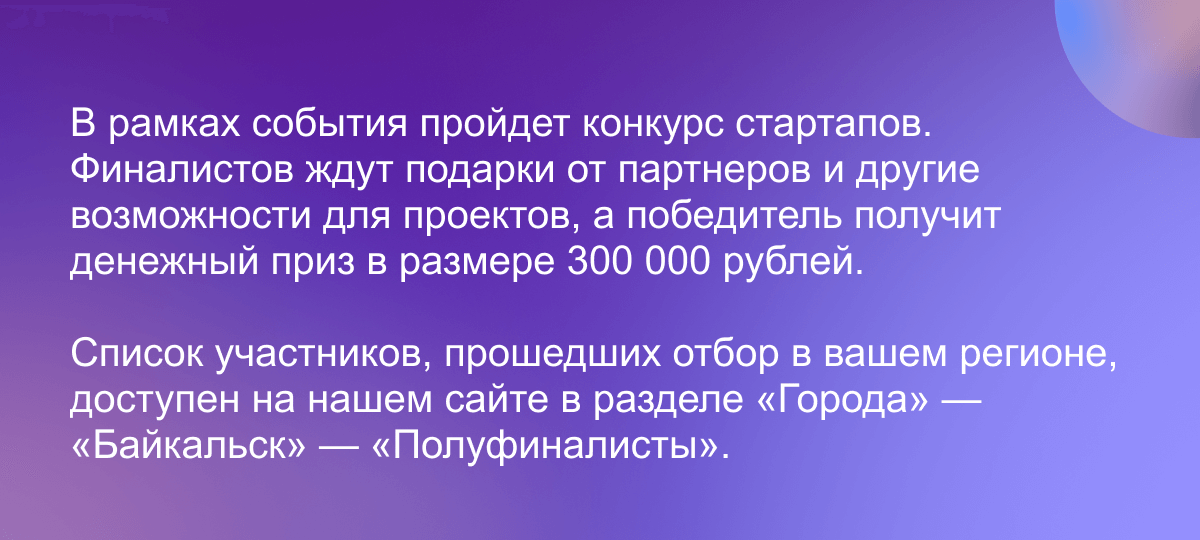 В рамках события пройдет конкурс стартапов.
Финалистов ждут подарки от партнеров и другие
возможности для проектов, а победитель получит
денежный приз в размере 300 000 рублей.
Список участников, прошедших отбор в вашем регионе,
доступен на нашем сайте в разделе «Города» —
«Байкальск» — «Полуфиналисты».